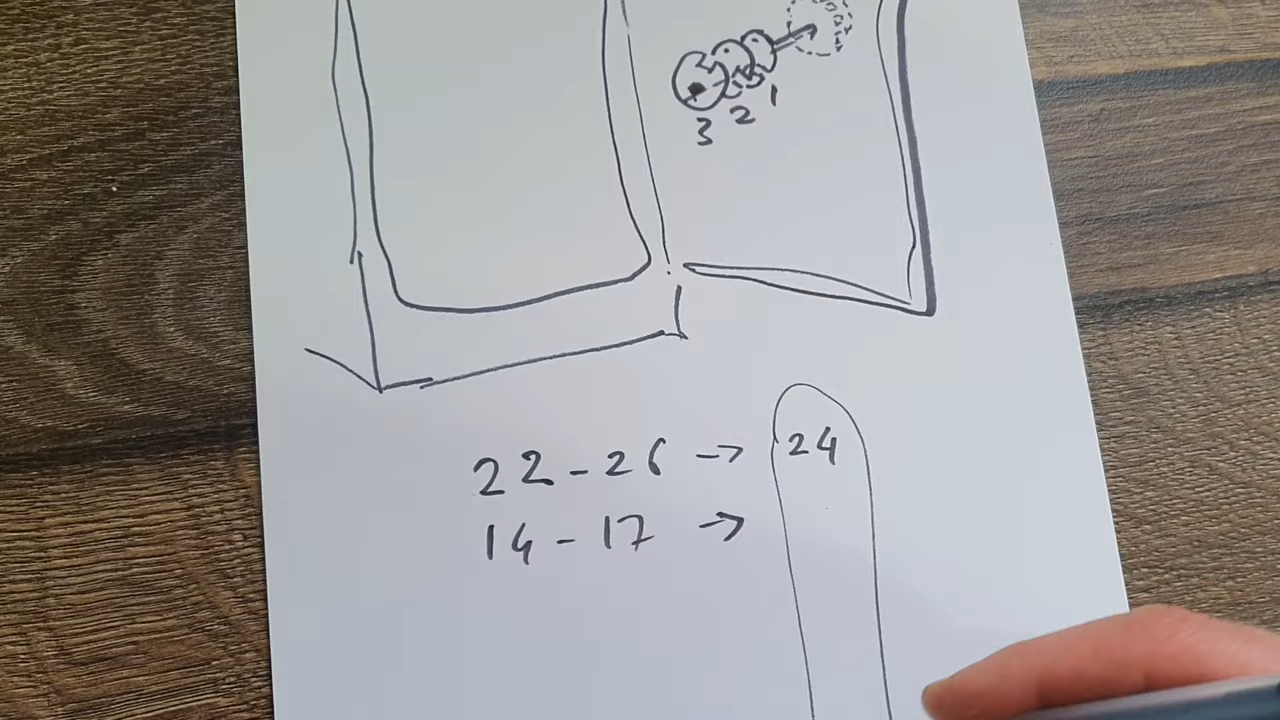 1
2
3
22-26 → 24
14-17 →